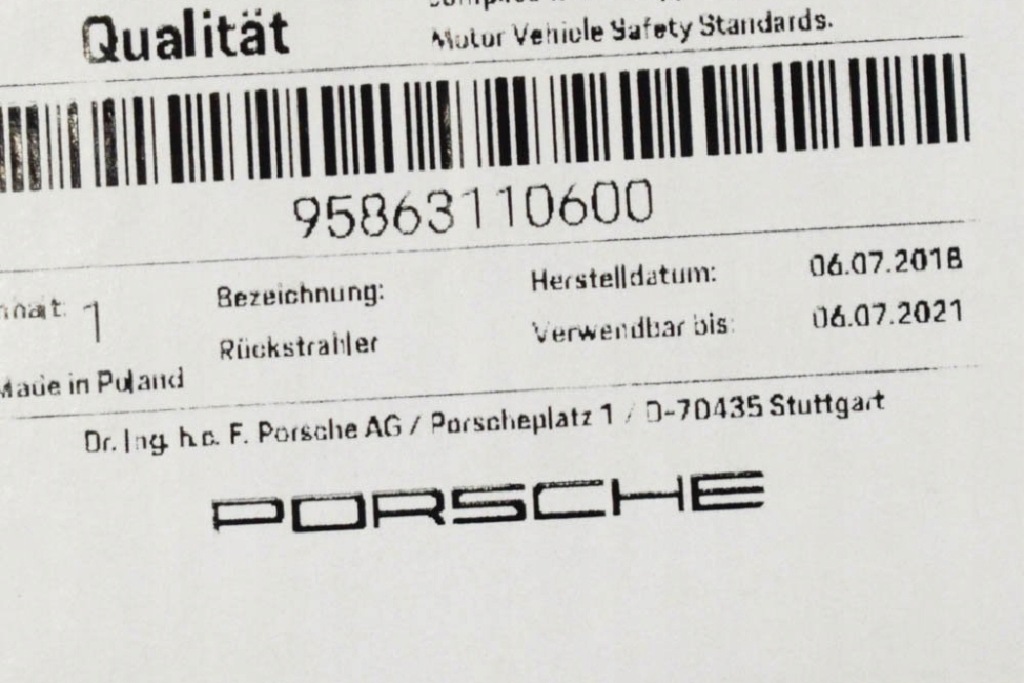 Qualität
Motor Vehicle Safety Standards.
95863110600
Bezeichnung:
Herstelldatum:
06.07.2018
1
Rückstrahler
Verwendbar bis:
06.07.2021
Made in Poland
Dr. Ing. h.c. F. Porsche AG / Porscheplatz 1 / D-70435 Stuttgart
PORSCHE